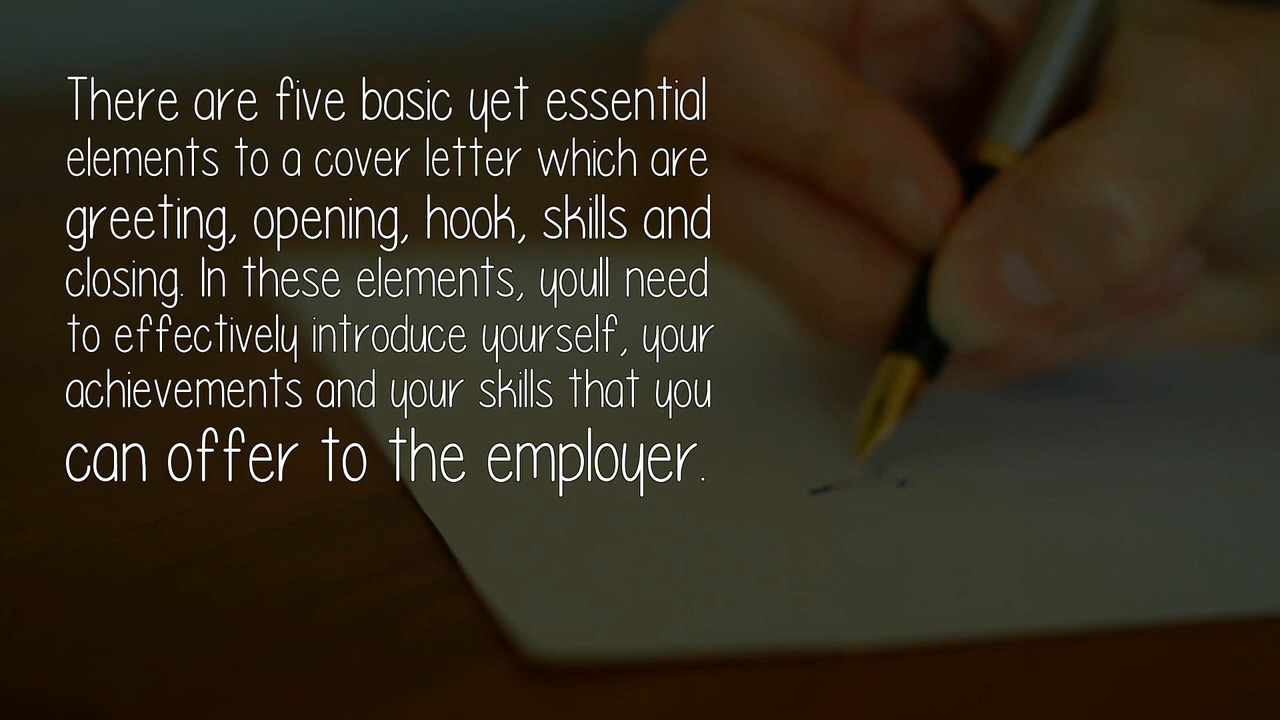 There are five basic yet essential
elements to a cover letter which are
greeting, opening, hook, skills and
closing. In these elements, youll need
to effectively introduce yourself, your
achievements and your skills that you
can offer to the employer.